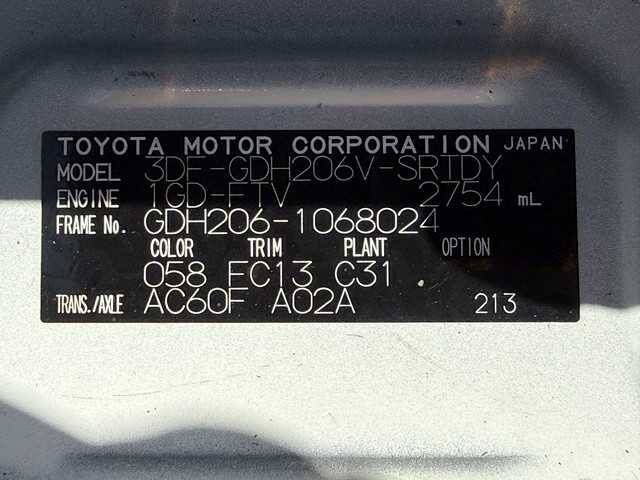 TOYOTA MOTOR CORPORATION JAPAN
MODEL 3DF-GDH206V-SRTDY
ENGINE 1GD-FTV 2754 mL
FRAME No. GDH206-1068024
COLOR TRIM PLANT OPTION
058 FC13 C31
TRANS./AXLE AC60F A02A 213